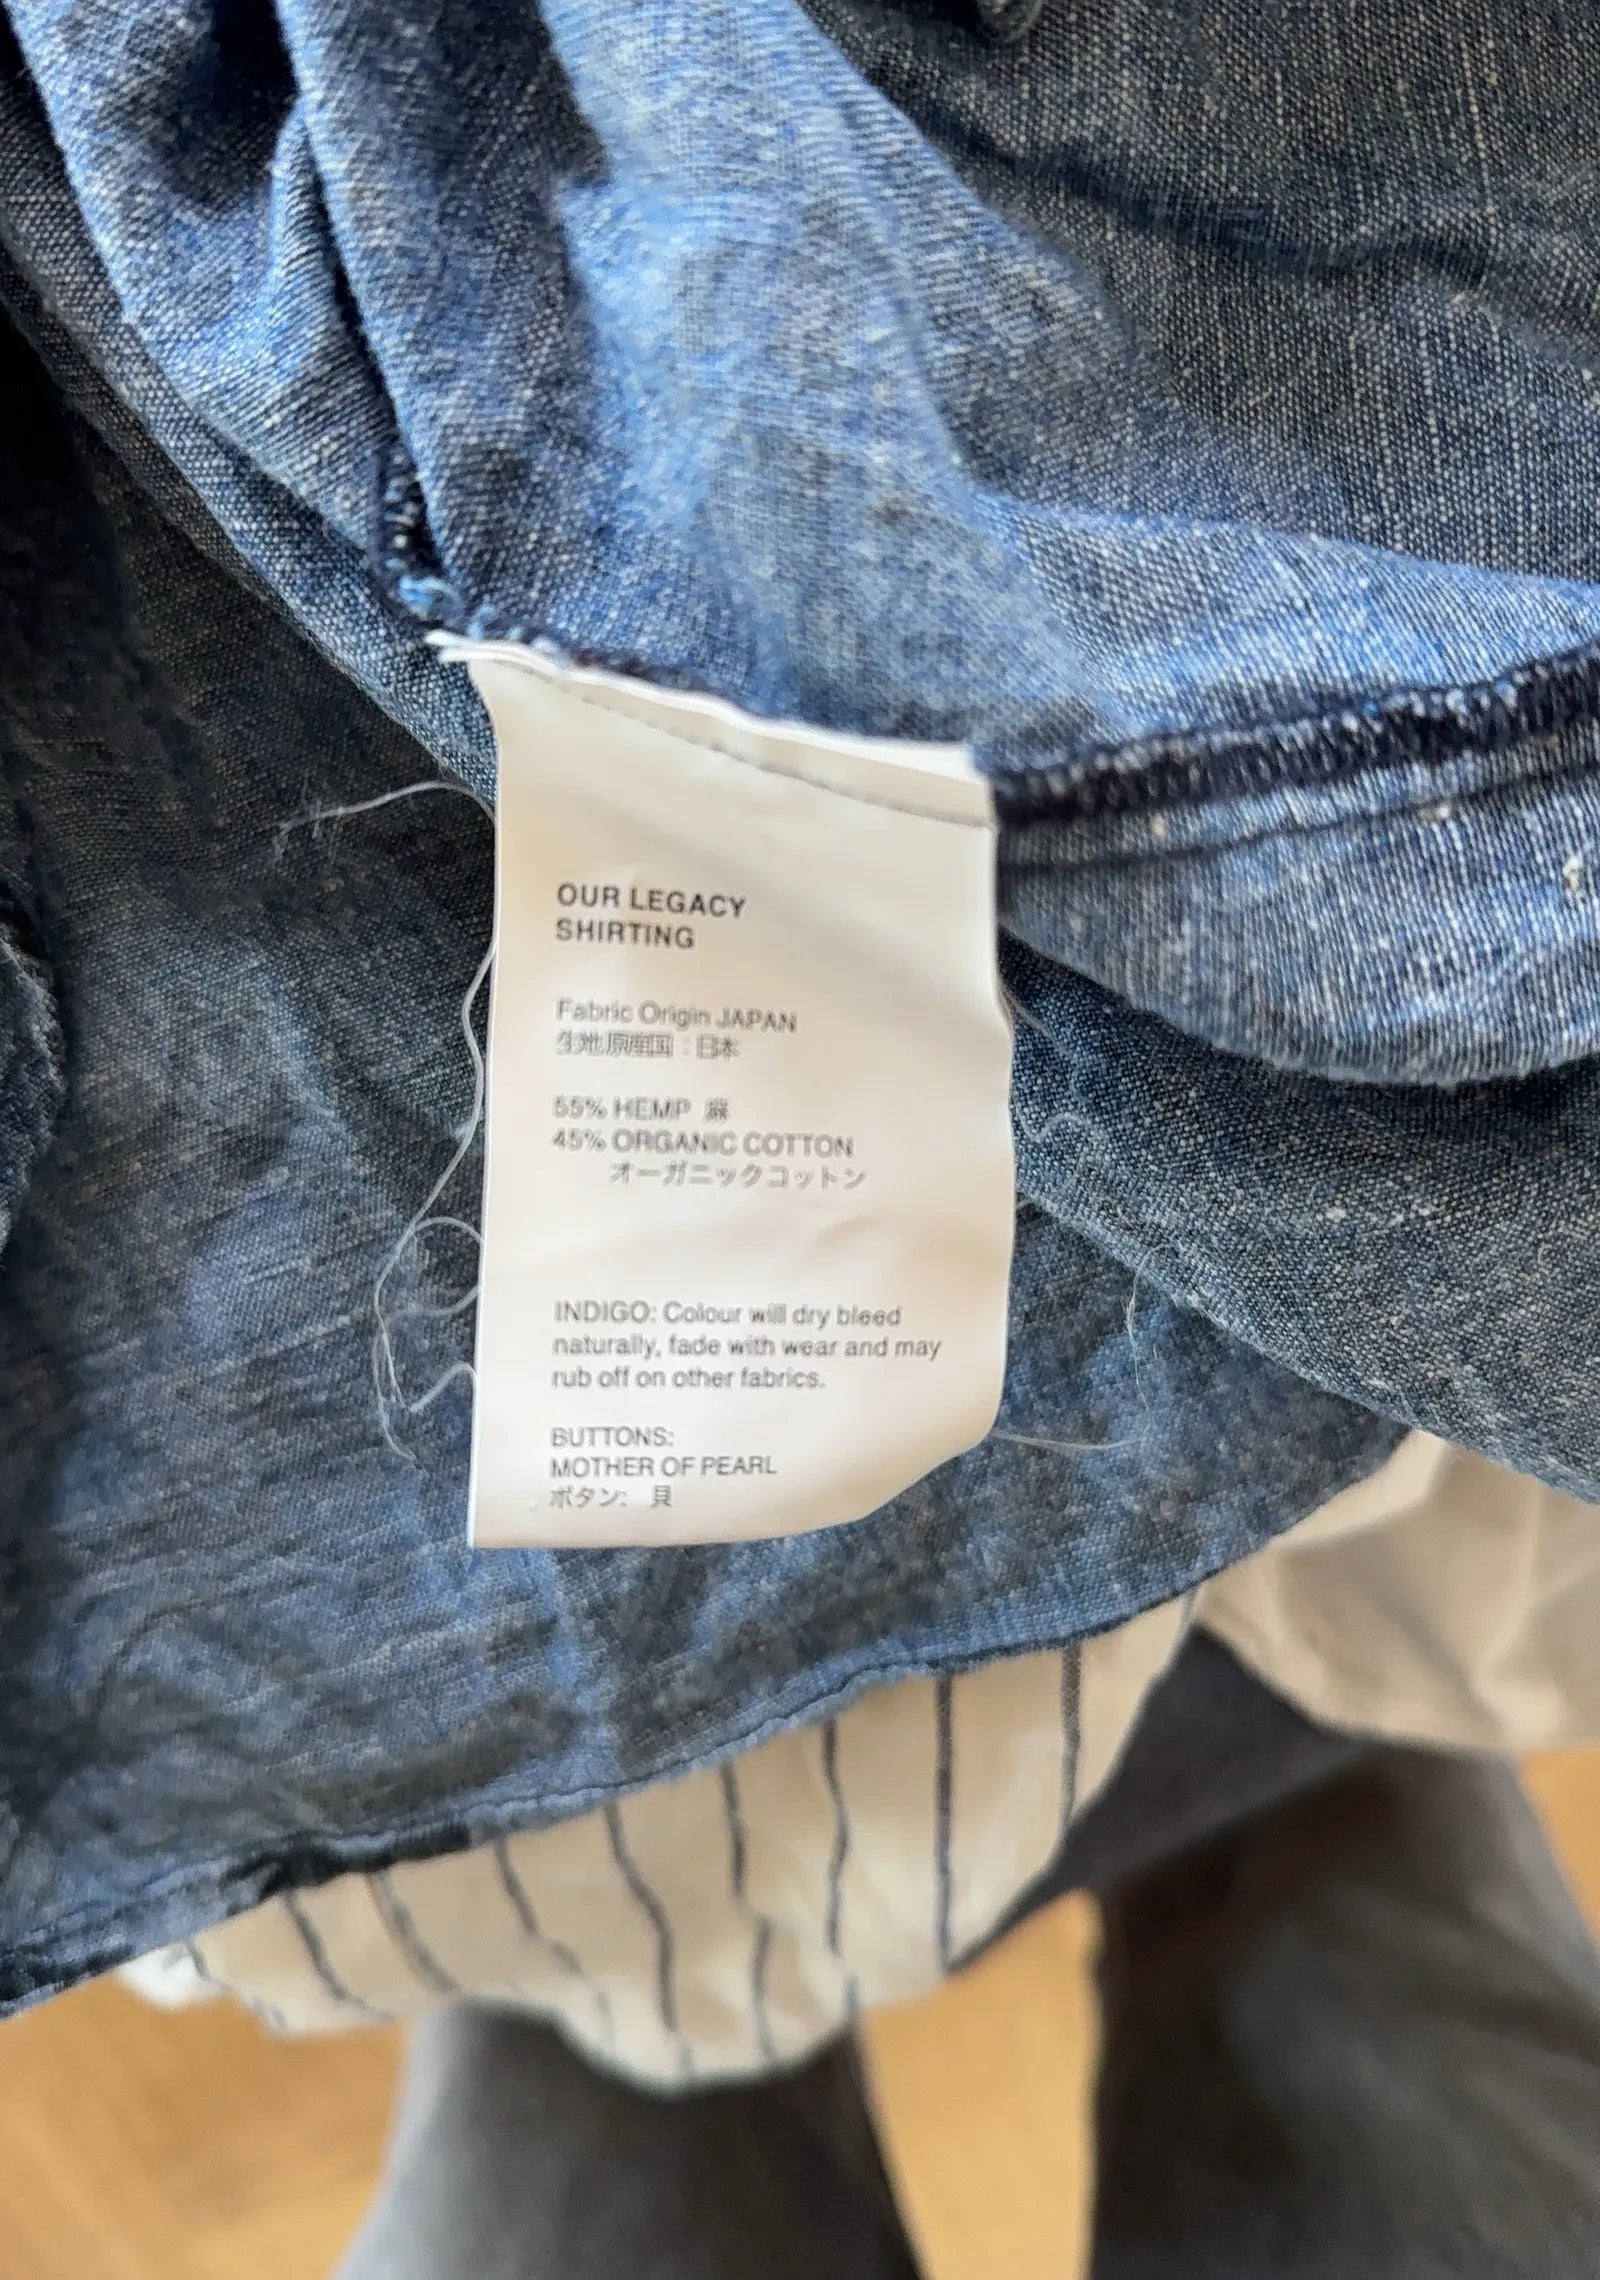 OUR LEGACY
SHIRTING
Fabric Origin JAPAN
生地原産国：日本
55% HEMP 麻
45% ORGANIC COTTON
オーガニックコットン
INDIGO: Colour will dry bleed
naturally, fade with wear and may
rub off on other fabrics.
BUTTONS:
MOTHER OF PEARL
ボタン: 貝